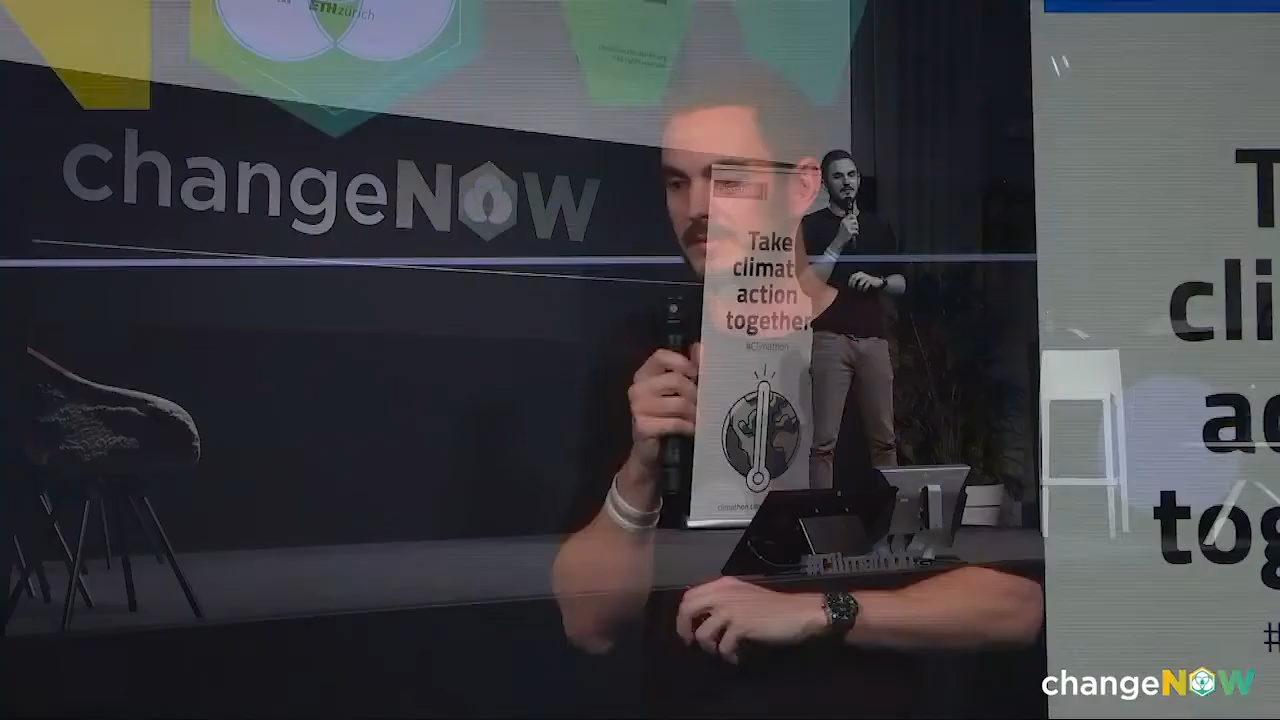 ETHzürich
changeNOW
Take
climat
action
together
#Climathon
#Climathon
T
cli
ac
tog
#
changeNOW